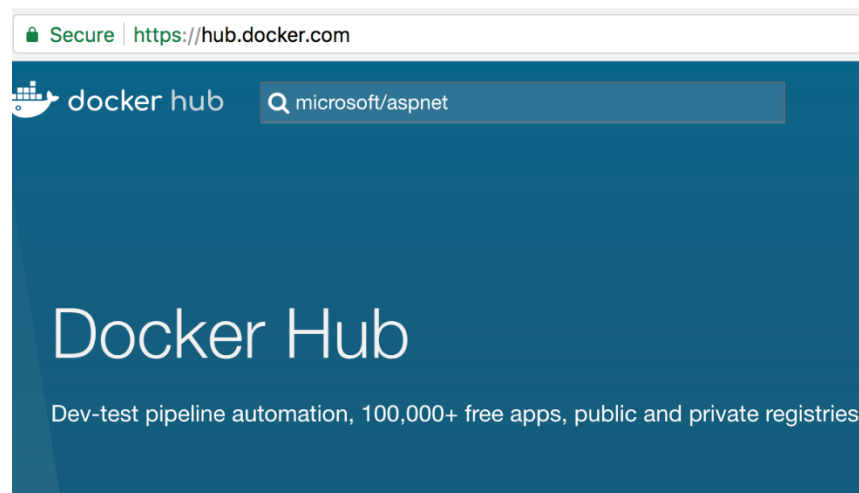 Secure https://hub.docker.com
docker hub microsoft/aspnet
Docker Hub
Dev-test pipeline automation, 100,000+ free apps, public and private registries